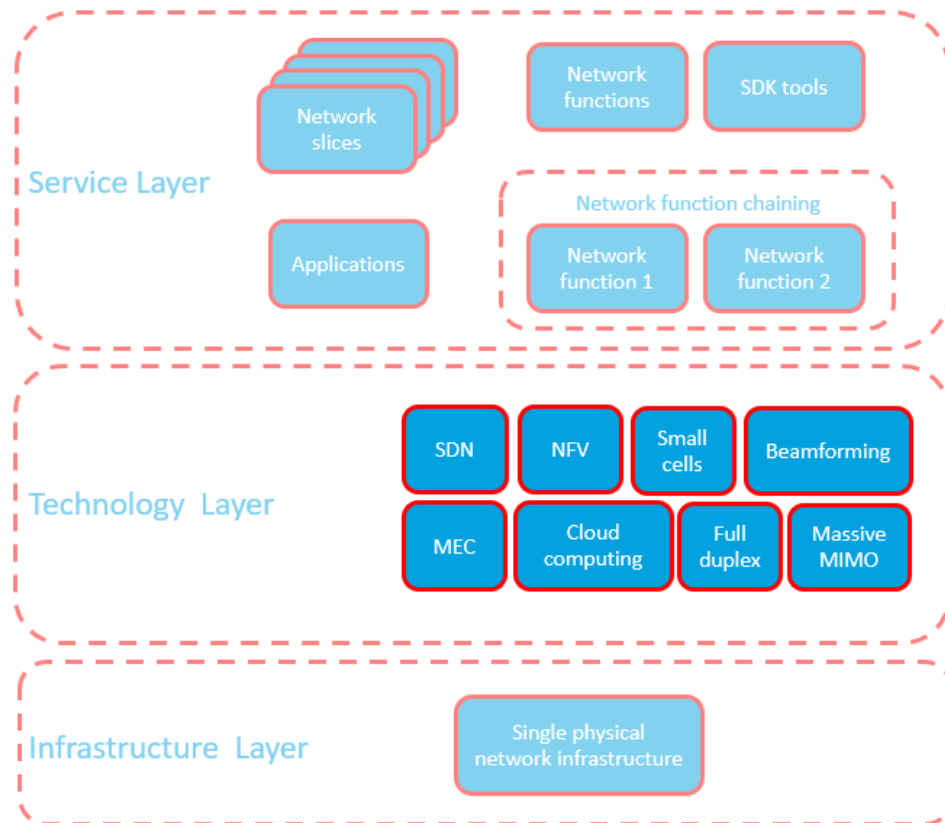 Network
slices
Network
functions
SDK tools
Service Layer
Network function chaining
Applications
Network
function 1
Network
function 2
SDN
NFV
Small
cells
Beamforming
Technology  Layer
MEC
Cloud
computing
Full
duplex
Massive
MIMO
Infrastructure  Layer
Single physical
network infrastructure